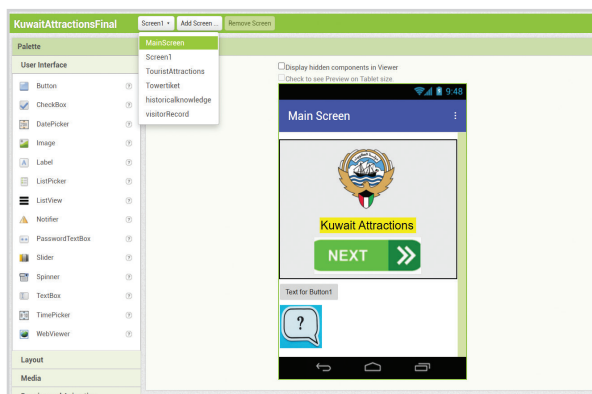 KuwaitAttractionsFinal
Screen1 Add Screen ... Remove Screen
MainScreen
Screen1
TouristAttractions
Towertiket
historicalknowledge
visitorRecord
Palette
User Interface
Button
CheckBox
DatePicker
Image
Label
ListPicker
ListView
Notifier
PasswordTextBox
Slider
Spinner
TextBox
TimePicker
WebViewer
Layout
Media
Display hidden components in Viewer
Check to see Preview on Tablet size.
9:48
Main Screen
Kuwait Attractions
NEXT
Text for Button1
?